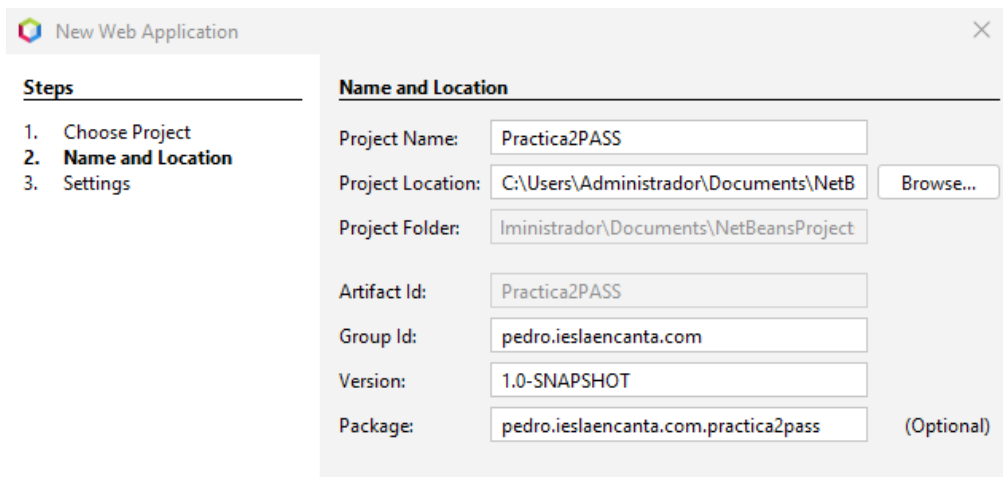 New Web Application
Steps
1. Choose Project
2. Name and Location
3. Settings
Name and Location
Project Name: Practica2PASS
Project Location: C:\Users\Administrador\Documents\NetB Browse...
Project Folder: lministrador\Documents\NetBeansProject
Artifact Id: Practica2PASS
Group Id: pedro.ieslaencanta.com
Version: 1.0-SNAPSHOT
Package: pedro.ieslaencanta.com.practica2pass (Optional)